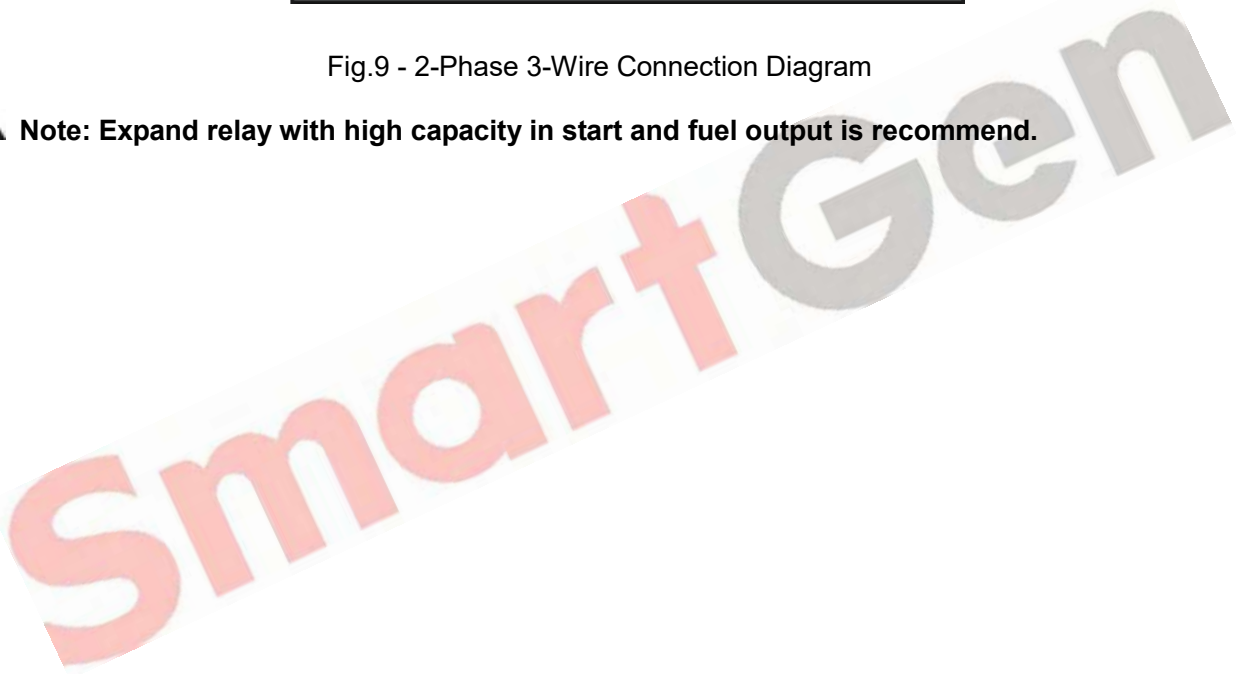 Fig.9 - 2-Phase 3-Wire Connection Diagram
Note: Expand relay with high capacity in start and fuel output is recommend.
SmartGen